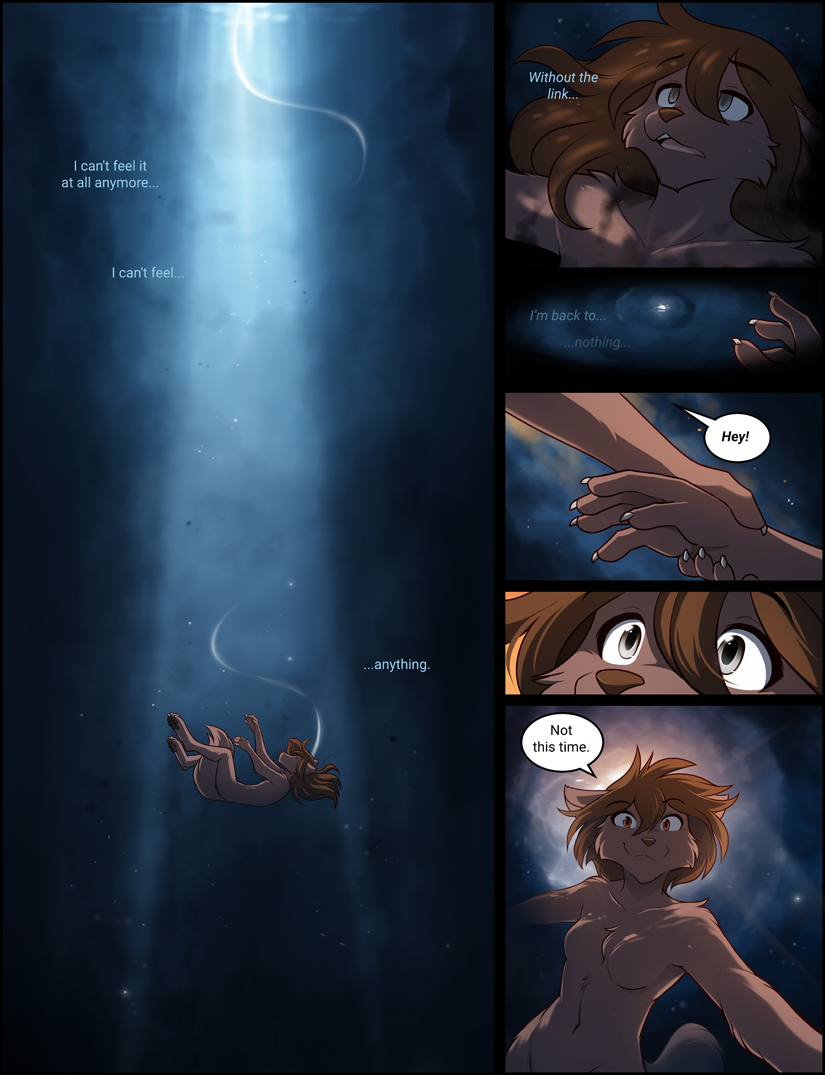 I can't feel it
at all anymore...
I can't feel...
...anything.
Without the
link...
I'm back to...
...nothing...
Hey!
Not
this time.